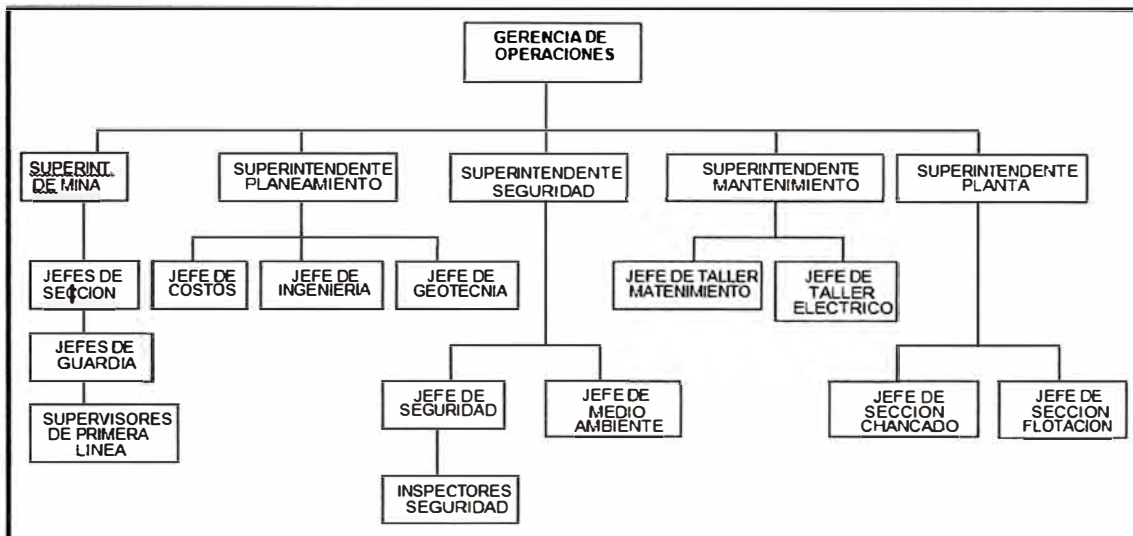 GERENCIA DE
OPERACIONES
SUPERINT.
DE MINA
SUPERINTENDENTE
PLANEAMIENTO
SUPERINTENDENTE
SEGURIDAD
SUPERINTENDENTE
MANTENIMIENTO
SUPERINTENDENTE
PLANTA
JEFES DE
SECCION
JEFE DE
COSTOS
JEFE DE
INGENIERIA
JEFE DE
GEOTECNIA
JEFE DE TALLER
MATENIMIENTO
JEFE DE
TALLER
ELECTRICO
JEFES DE
GUARDIA
SUPERVISORES
DE PRIMERA
LINEA
JEFE DE
SEGURIDAD
JEFE DE
MEDIO
AMBIENTE
JEFE DE
SECCION
CHANCADO
JEFE DE
SECCION
FLOTACION
INSPECTORES
SEGURIDAD